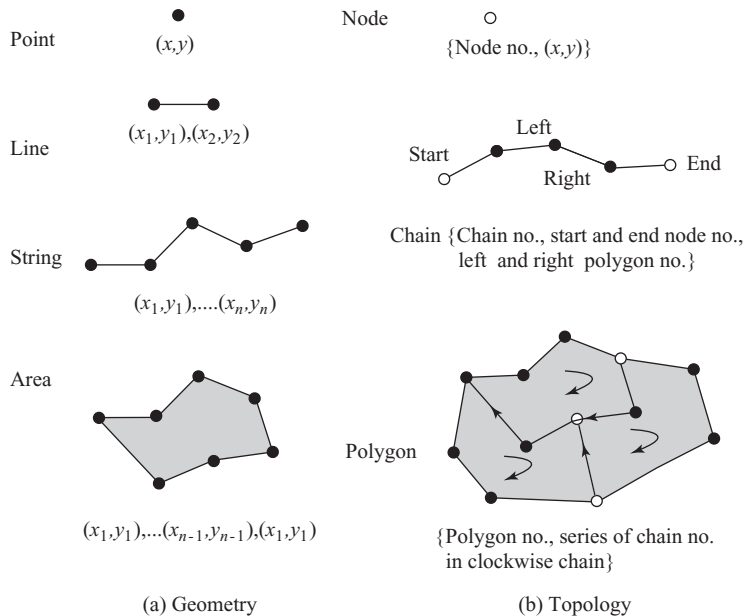 Point
(x,y)
Line
(x1,y1),(x2,y2)
String
(x1,y1),....(xn,yn)
Area
(x1,y1),...(xn-1,yn-1),(x1,y1)
(a) Geometry
Node
{Node no., (x,y)}
Start
Left
Right
End
Chain {Chain no., start and end node no.,
left and right polygon no.}
Polygon
{Polygon no., series of chain no.
in clockwise chain}
(b) Topology